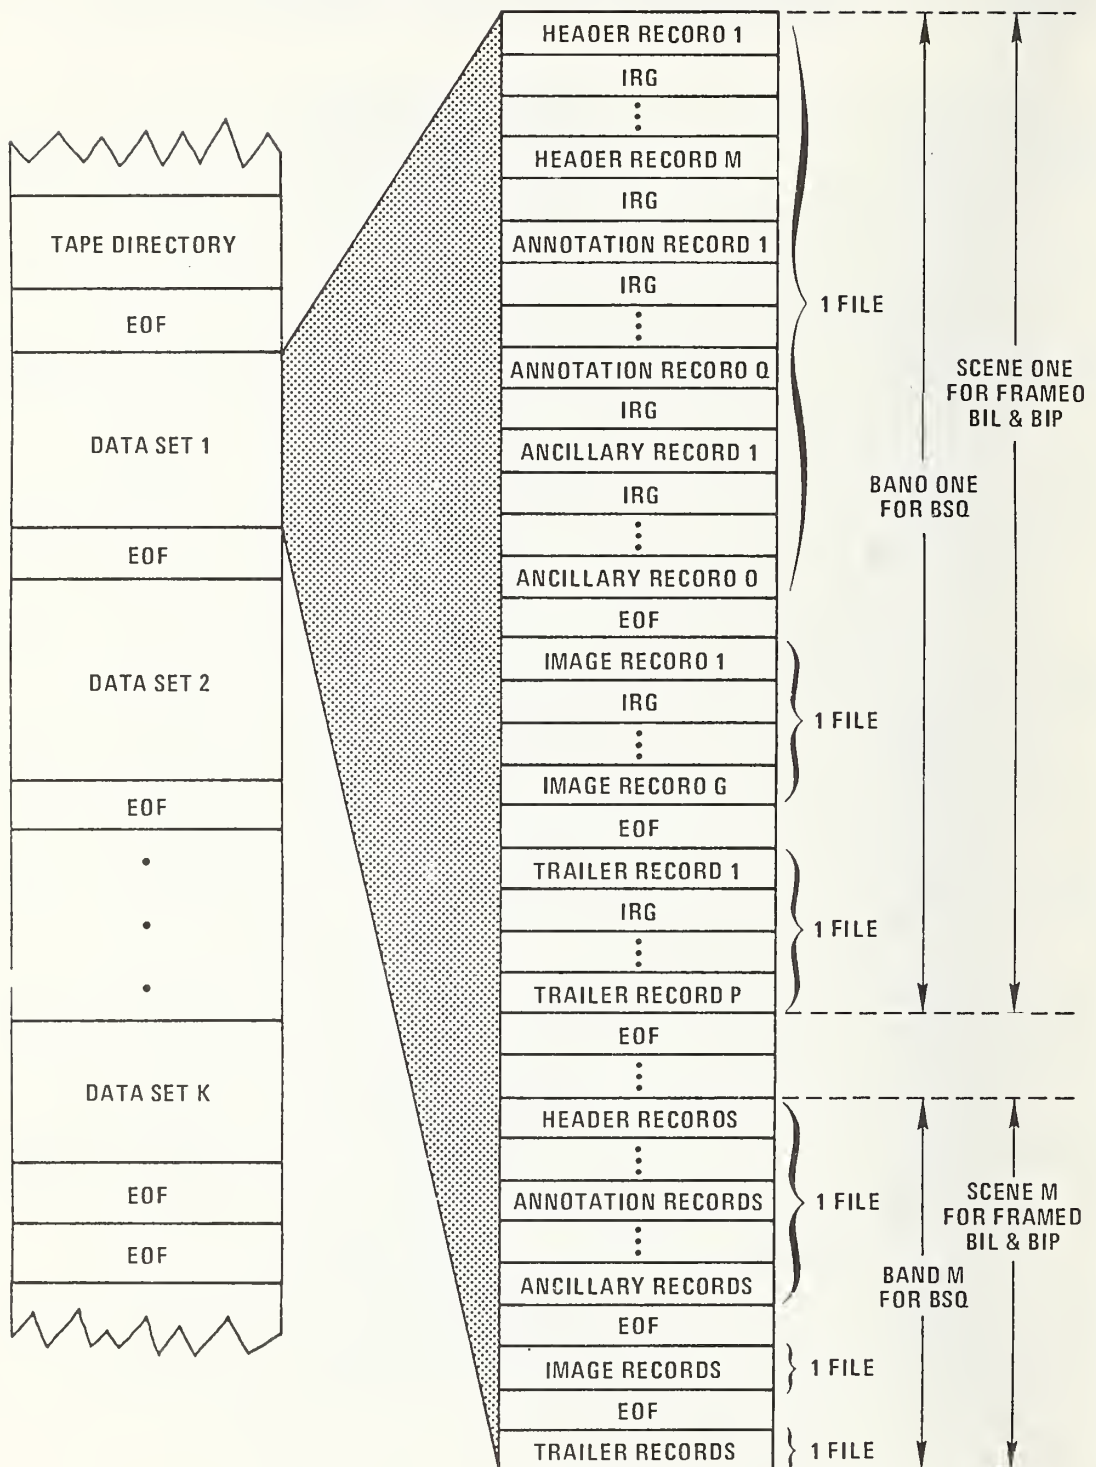 TAPE DIRECTORY
EOF
DATA SET 1
EOF
DATA SET 2
EOF
DATA SET K
EOF
EOF
HEAOER RECORO 1
IRG
HEAOER RECORO M
IRG
ANNOTATION RECORD 1
IRG
ANNOTATION RECORO Q
IRG
ANCILLARY RECORD 1
IRG
ANCILLARY RECORO O
EOF
IMAGE RECORO 1
IRG
IMAGE RECORO G
EOF
TRAILER RECORD 1
IRG
TRAILER RECORD P
EOF
HEADER RECOROS
ANNOTATION RECORDS
ANCILLARY RECORDS
EOF
IMAGE RECORDS
EOF
TRAILER RECORDS
1 FILE
1 FILE
1 FILE
1 FILE
1 FILE
1 FILE
BANO ONE
FOR BSQ
SCENE ONE
FOR FRAMEO
BIL & BIP
BAND M
FOR BSQ
SCENE M
FOR FRAMED
BIL & BIP